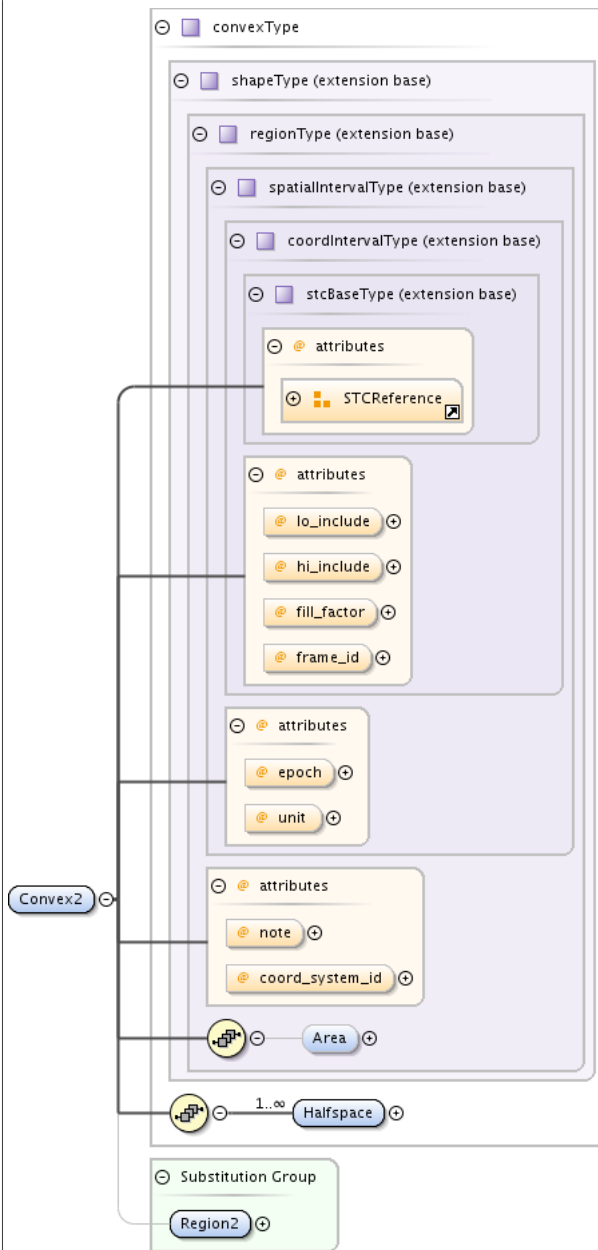 convexType
shapeType (extension base)
regionType (extension base)
spatialIntervalType (extension base)
coordIntervalType (extension base)
stcBaseType (extension base)
@ attributes
STCReference
@ attributes
@ lo_include
@ hi_include
@ fill_factor
@ frame_id
@ attributes
@ epoch
@ unit
Convex2
@ attributes
@ note
@ coord_system_id
Area
1..∞
Halfspace
Substitution Group
Region2